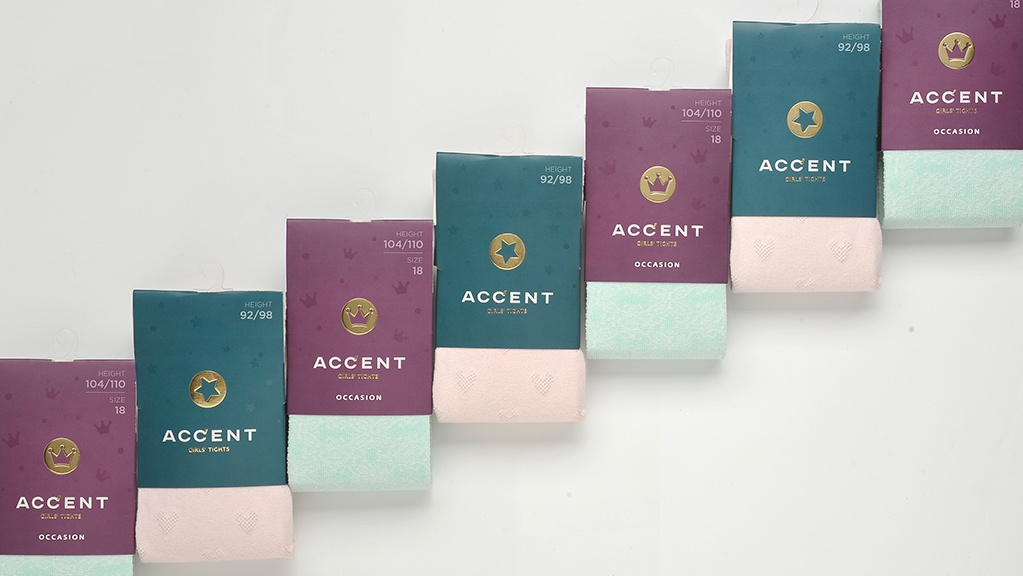 HEIGHT
104/110
SIZE
18
ACCENT
GIRLS' TIGHTS
OCCASION
HEIGHT
92/98
ACCENT
GIRLS' TIGHTS
HEIGHT
104/110
SIZE
18
ACCENT
GIRLS' TIGHTS
OCCASION
HEIGHT
92/98
ACCENT
GIRLS' TIGHTS
HEIGHT
104/110
SIZE
18
ACCENT
GIRLS' TIGHTS
OCCASION
HEIGHT
92/98
ACCENT
GIRLS' TIGHTS
18
ACCENT
GIRLS' TIGHTS
OCCASION